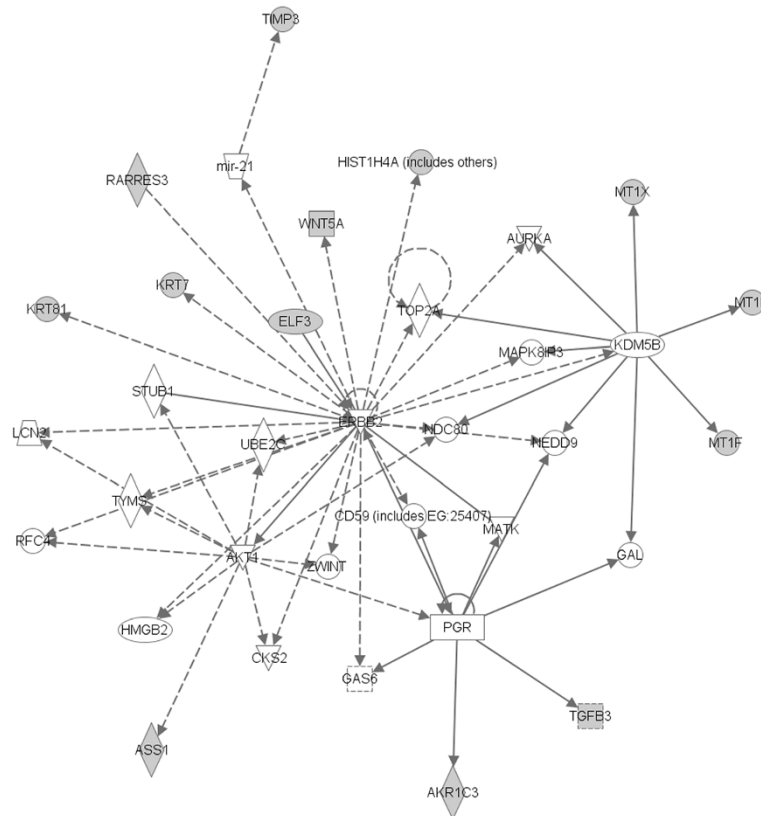 TIMP3
mir-21
HIST1H4A (includes others)
RARRES3
MT1X
WNT5A
AURKA
KRT7
KRT81
ELF3
TOP2A
KDM5B
MAPK8IP3
STUB1
ERBB2
LCN2
UBE2C
NDC80
NEDD9
MT1F
TYMS
CD59 (includes EG:25407)
MATK
RFC4
AKT1
ZWINT
GAL
HMGB2
PGR
CKS2
GAS6
TGFB3
ASS1
AKR1C3